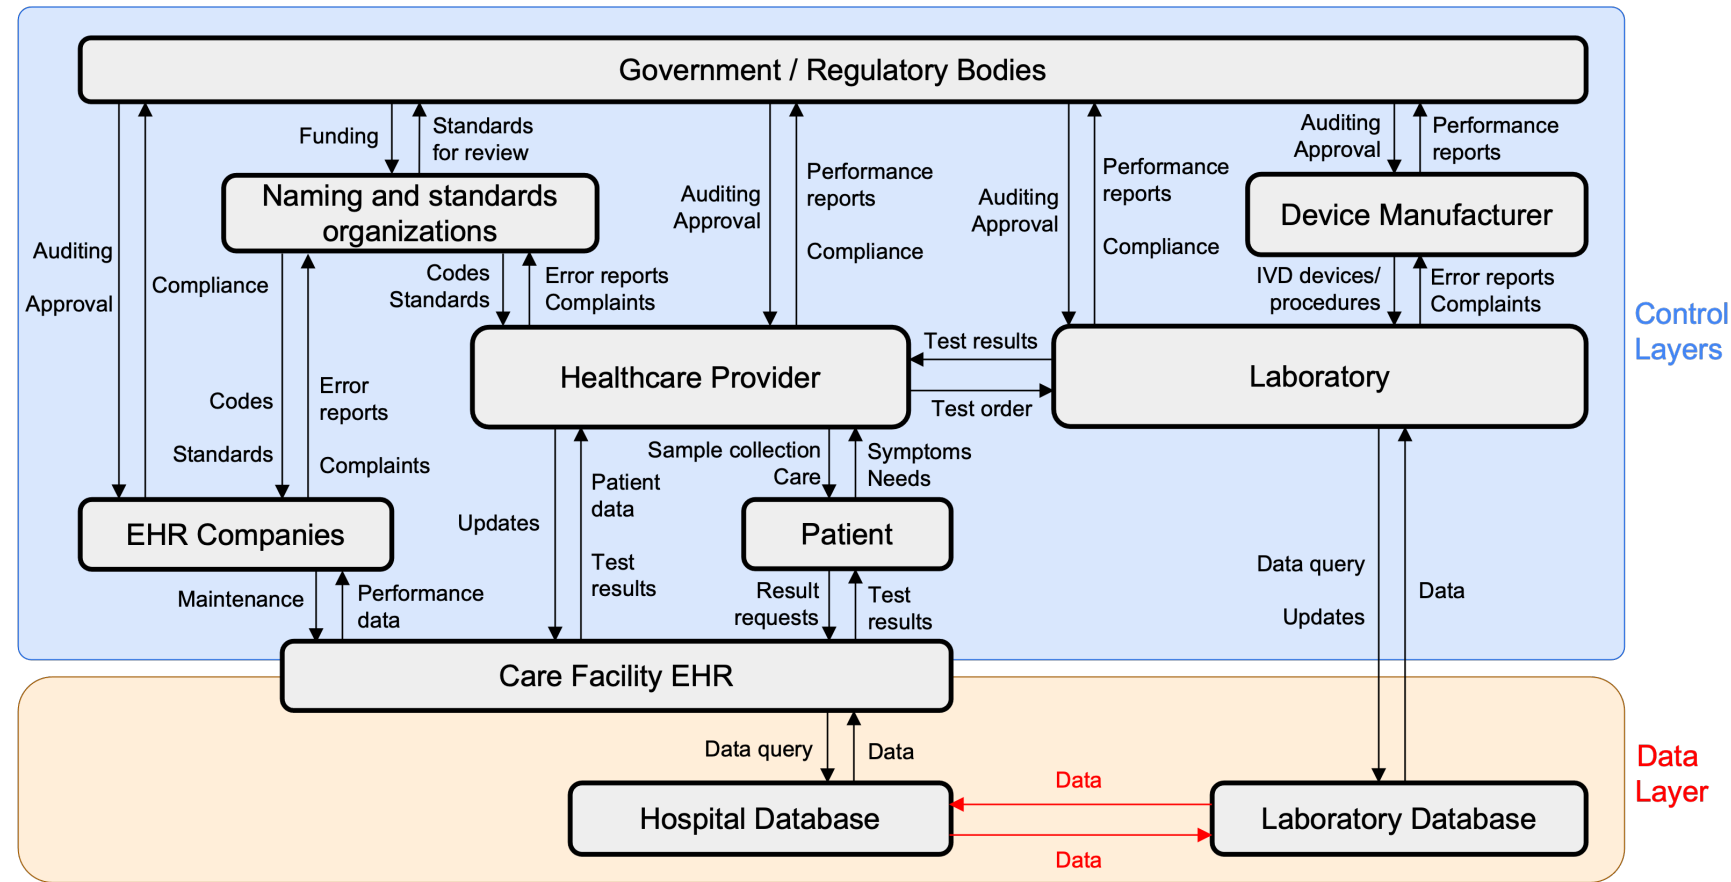 Government / Regulatory Bodies
Funding
Standards
for review
Auditing
Approval
Performance
reports
Naming and standards
organizations
Auditing
Approval
Performance
reports
Compliance
Auditing
Approval
Performance
reports
Compliance
Device Manufacturer
Auditing
Approval
Compliance
Codes
Standards
Error reports
Complaints
IVD devices/
procedures
Error reports
Complaints
Control
Layers
Healthcare Provider
Test results
Test order
Laboratory
Codes
Standards
Error
reports
Complaints
Sample collection
Care
Symptoms
Needs
Updates
Patient
data
Test
results
EHR Companies
Patient
Data query
Updates
Data
Maintenance
Performance
data
Result
requests
Test
results
Care Facility EHR
Data query
Data
Data
Data
Layer
Hospital Database
Laboratory Database
Data